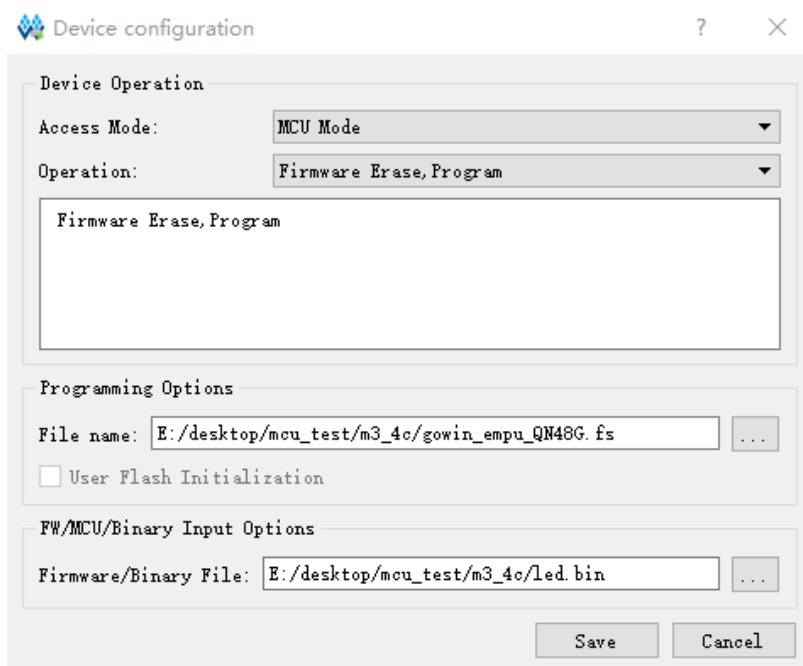 Device configuration
?
Device Operation
Access Mode:
MCU Mode
Operation:
Firmware Erase,Program
Firmware Erase,Program
Programming Options
File name:
E:/desktop/mcu_test/m3_4c/gowin_empu_QN48G.fs
...
User Flash Initialization
FW/MCU/Binary Input Options
Firmware/Binary File:
E:/desktop/mcu_test/m3_4c/led.bin
...
Save
Cancel